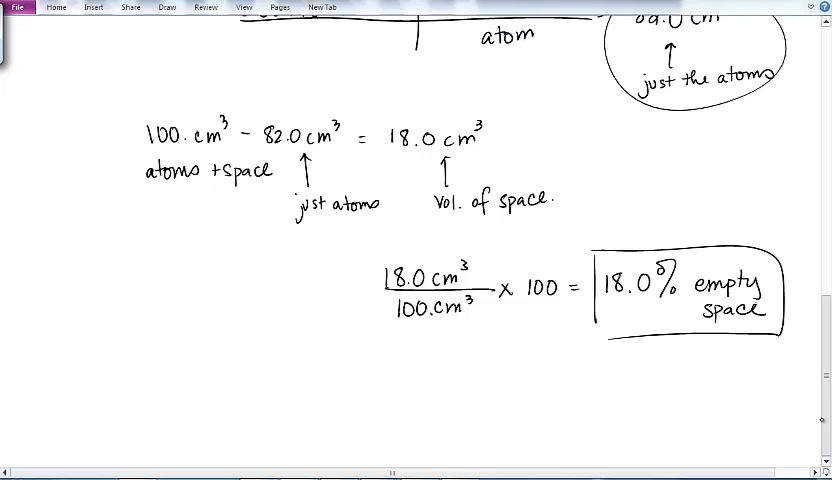 File Home Insert Share Draw Review View Pages New Tab
atom
just the atoms
100. cm³ - 82.0 cm³ = 18.0 cm³
atoms + space
just atoms
vol. of space.
18.0 cm³
100. cm³
x 100 = 18.0% empty
space